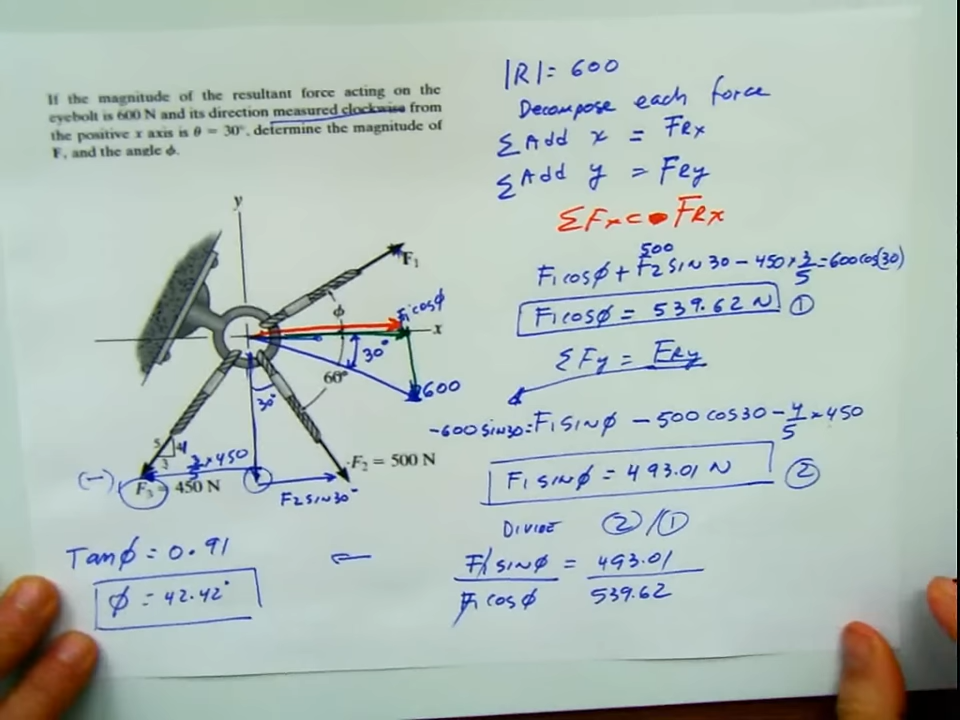 If the magnitude of the resultant force acting on the
eyebolt is 600 N and its direction measured clockwise from
the positive x axis is θ = 30°, determine the magnitude of
F₁ and the angle ϕ.
|R| = 600
Decompose each force
Σ Add x = FRx
Σ Add y = FRy
ΣFx = FRx
500
F1cosϕ + F2 sin 30 - 450 × 3/5 = 600 cos(30)
F1cosϕ = 539.62 N ①
ΣFy = FRy
-600 sin30 = F1 sinϕ - 500 cos30 - 4/5 × 450
F1 sinϕ = 493.01 N ②
Divide ②/①
F1 sinϕ / F1 cosϕ = 493.01 / 539.62
Tanϕ = 0.91
ϕ = 42.42°
y
F₁
F1cosϕ
ϕ
x
30°
60°
600
30°
5
4
3
3/5 × 450
(-)
F₃ = 450 N
F₂ = 500 N
F2 sin30°